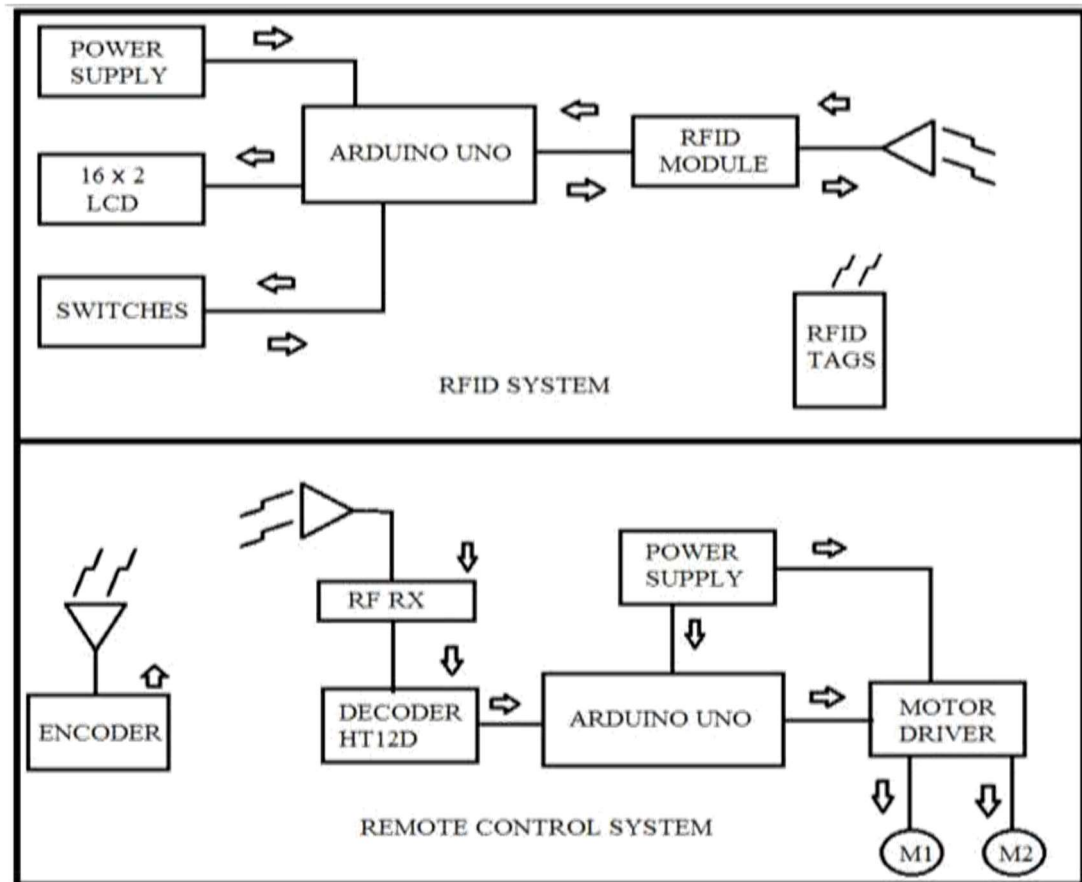 POWER
SUPPLY
ARDUINO UNO
RFID
MODULE
16 x 2
LCD
SWITCHES
RFID
TAGS
RFID SYSTEM
POWER
SUPPLY
RF RX
ENCODER
DECODER
HT12D
ARDUINO UNO
MOTOR
DRIVER
REMOTE CONTROL SYSTEM
M1
M2